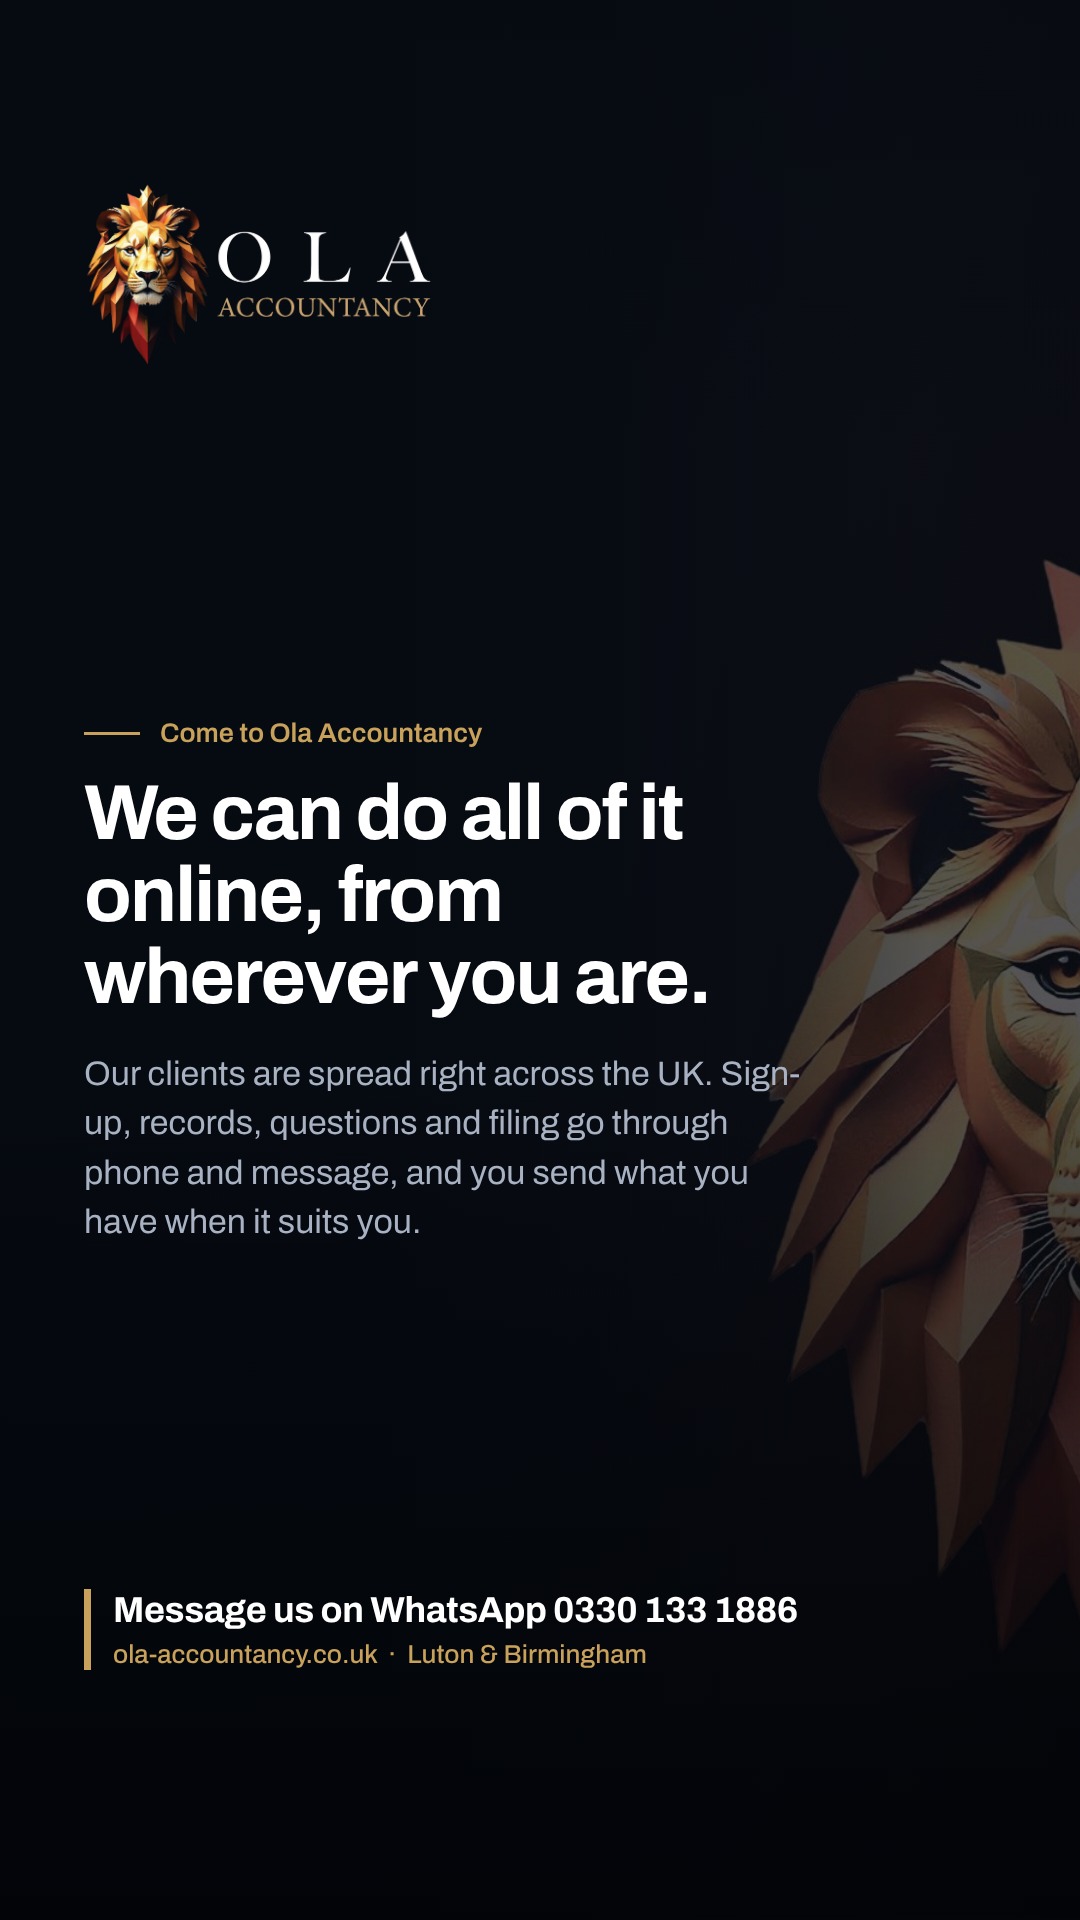 OLA
ACCOUNTANCY
Come to Ola Accountancy
We can do all of it
online, from
wherever you are.
Our clients are spread right across the UK. Sign-
up, records, questions and filing go through
phone and message, and you send what you
have when it suits you.
Message us on WhatsApp 0330 133 1886
ola-accountancy.co.uk · Luton & Birmingham